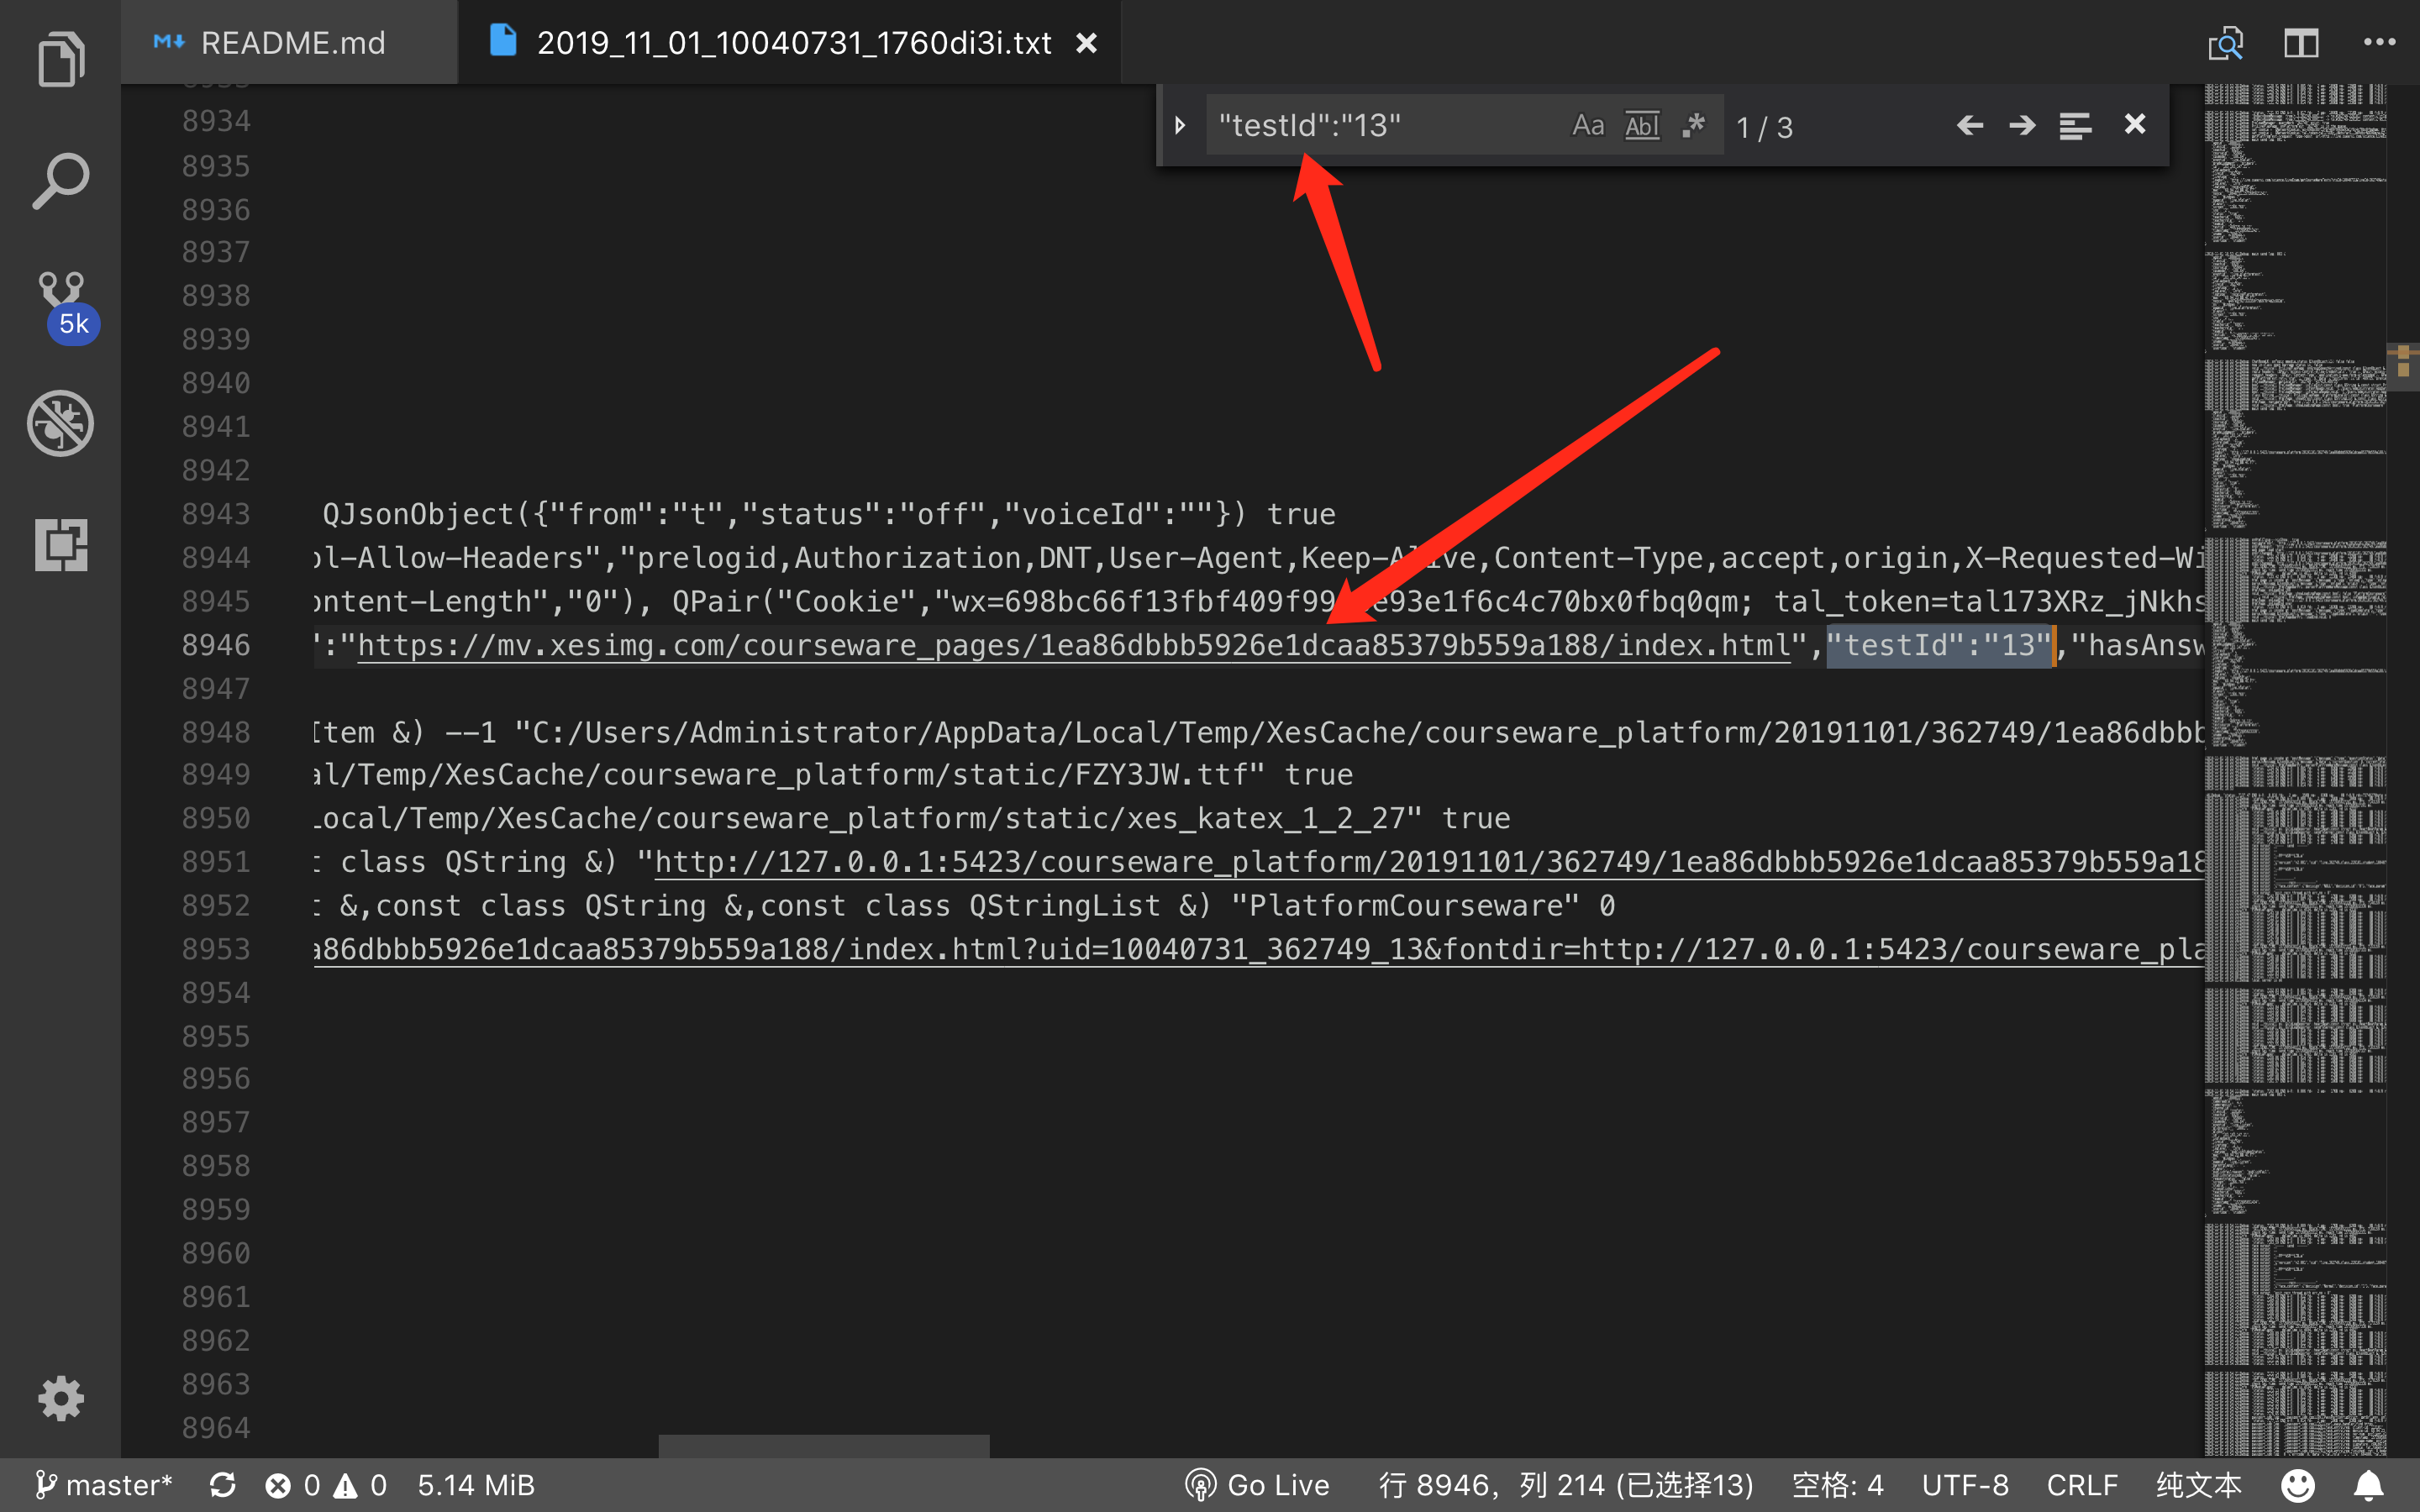 README.md
2019_11_01_10040731_1760di3i.txt
"testId":"13"
Aa
Abl
.*
1 / 3
5k
8934
8935
8936
8937
8938
8939
8940
8941
8942
8943 QJsonObject({"from":"t","status":"off","voiceId":""}) true
8944 ol-Allow-Headers","prelogid,Authorization,DNT,User-Agent,Keep-Alive,Content-Type,accept,origin,X-Requested-Wi
8945 ontent-Length","0"), QPair("Cookie","wx=698bc66f13fbf409f99 e93e1f6c4c70bx0fbq0qm; tal_token=tal173XRz_jNkhs
8946 ":"https://mv.xesimg.com/courseware_pages/1ea86dbbb5926e1dcaa85379b559a188/index.html","testId":"13","hasAnsw
8947
8948 Item &) --1 "C:/Users/Administrator/AppData/Local/Temp/XesCache/courseware_platform/20191101/362749/1ea86dbbb
8949 al/Temp/XesCache/courseware_platform/static/FZY3JW.ttf" true
8950 Local/Temp/XesCache/courseware_platform/static/xes_katex_1_2_27" true
8951 t class QString &) "http://127.0.0.1:5423/courseware_platform/20191101/362749/1ea86dbbb5926e1dcaa85379b559a18
8952 t &,const class QString &,const class QStringList &) "PlatformCourseware" 0
8953 a86dbbb5926e1dcaa85379b559a188/index.html?uid=10040731_362749_13&fontdir=http://127.0.0.1:5423/courseware_pla
8954
8955
8956
8957
8958
8959
8960
8961
8962
8963
8964
master* 0 0 5.14 MiB Go Live 行 8946，列 214 (已选择13) 空格: 4 UTF-8 CRLF 纯文本